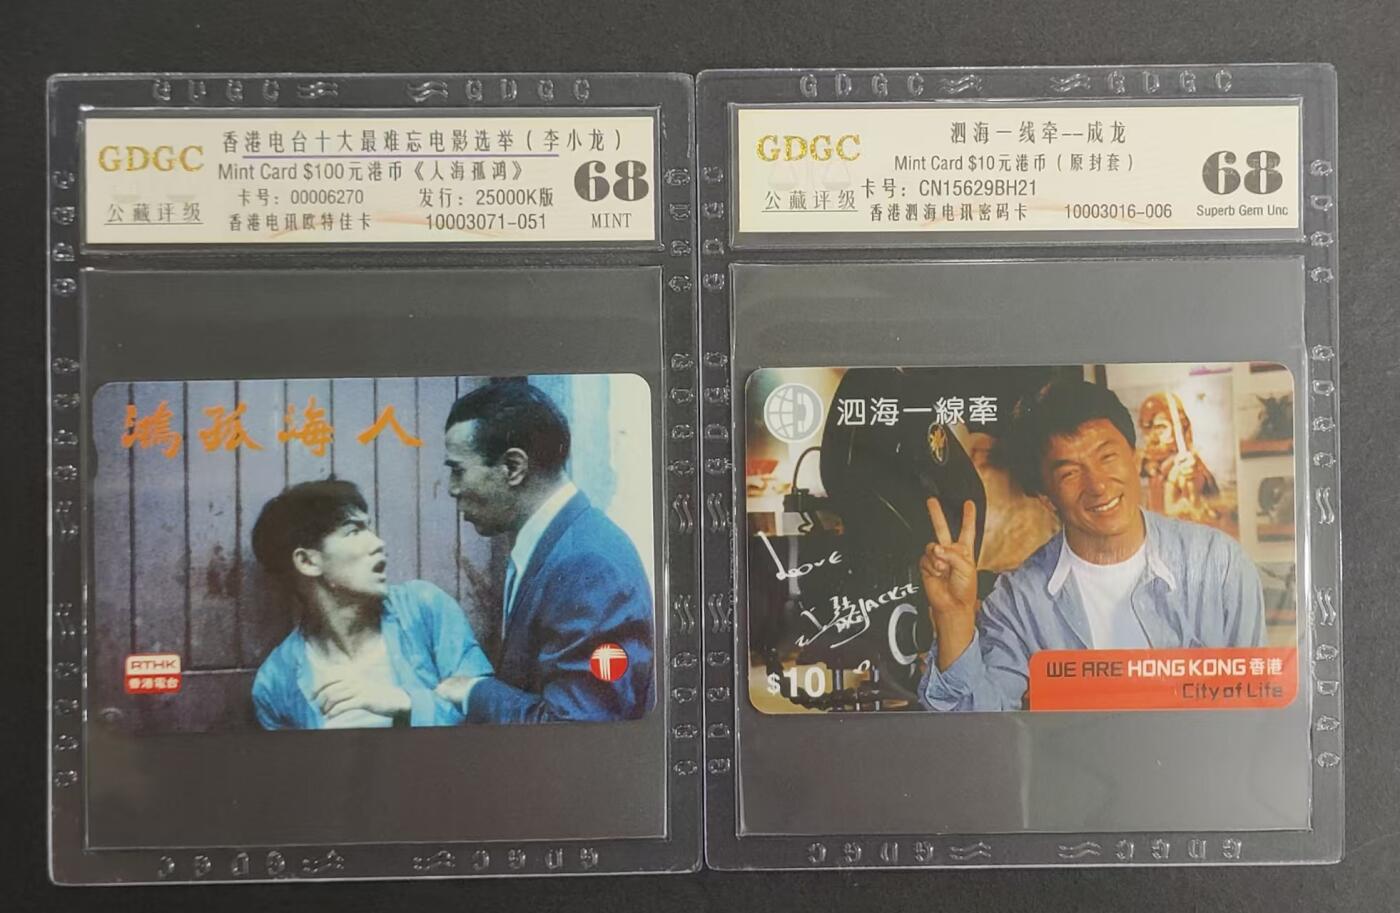 GDGC GDGC
GDGC
公藏评级
香港电台十大最难忘电影选举（李小龙）
Mint Card $100元港币《人海孤鸿》
卡号：00006270 发行：25000K版
香港电讯欧特佳卡 10003071-051
68
MINT
鴻孤海人
RTHK
香港電台
GDGC GDGC
GDGC
公藏评级
泗海一线牵--成龙
Mint Card $10元港币（原封套）
卡号：CN15629BH21
香港泗海电讯密码卡 10003016-006
68
Superb Gem Unc
泗海一線牽
Love
JACKIE
$10
WE ARE HONG KONG 香港
City of Life